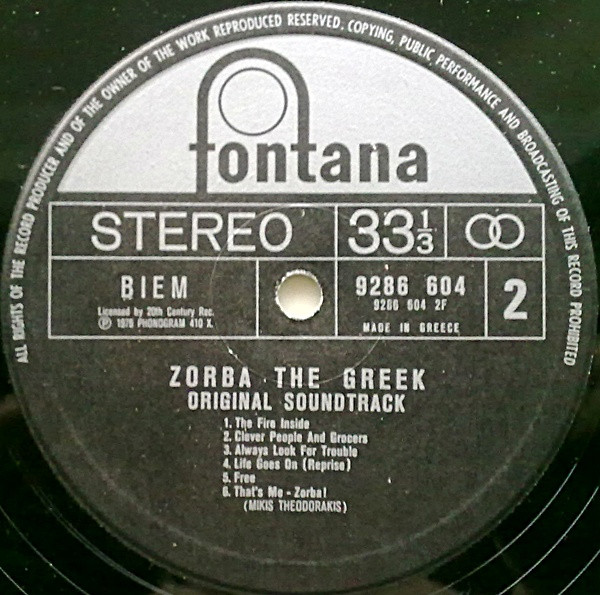 ALL RIGHTS OF THE RECORD PRODUCER AND OF THE OWNER OF THE WORK REPRODUCED RESERVED, COPYING, PUBLIC PERFORMANCE AND BROADCASTING OF THIS RECORD PROHIBITED
fontana
STEREO 33 1/3
BIEM
Licensed by 20th Century Rec.
Ⓟ 1975 PHONOGRAM 410 X.
9286 604
9286 604 2F
MADE IN GREECE
2
ZORBA THE GREEK
ORIGINAL SOUNDTRACK
1. The Fire Inside
2. Clever People And Grocers
3. Always Look For Trouble
4. Life Goes On (Reprise)
5. Free
6. That's Me - Zorba!
(MIKIS THEODORAKIS)